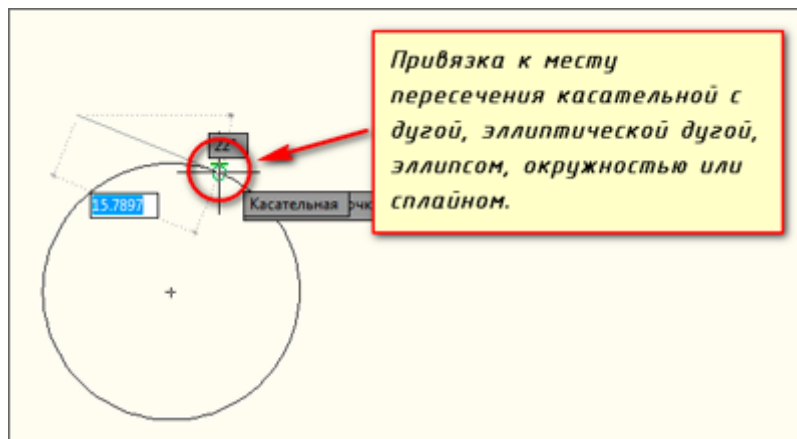 Привязка к месту
пересечения касательной с
дугой, эллиптической дугой,
эллипсом, окружностью или
сплайном.
22
15.7897
Касательная